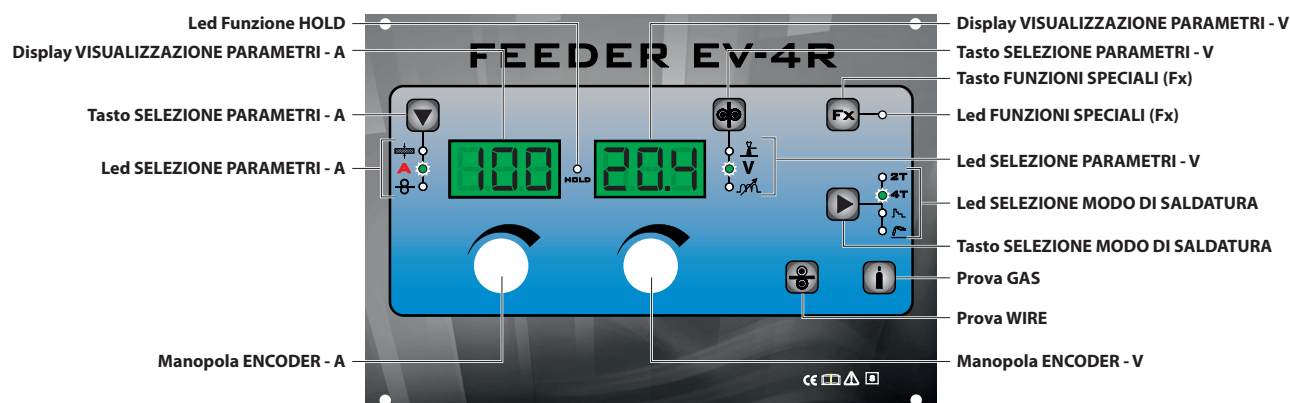 Led Funzione HOLD
Display VISUALIZZAZIONE PARAMETRI - A
Tasto SELEZIONE PARAMETRI - A
Led SELEZIONE PARAMETRI - A
Manopola ENCODER - A
FEEDER EV-4R
Fx
A
100
HOLD
20.4
V
2T
4T
CE
Display VISUALIZZAZIONE PARAMETRI - V
Tasto SELEZIONE PARAMETRI - V
Tasto FUNZIONI SPECIALI (Fx)
Led FUNZIONI SPECIALI (Fx)
Led SELEZIONE PARAMETRI - V
Led SELEZIONE MODO DI SALDATURA
Tasto SELEZIONE MODO DI SALDATURA
Prova GAS
Prova WIRE
Manopola ENCODER - V